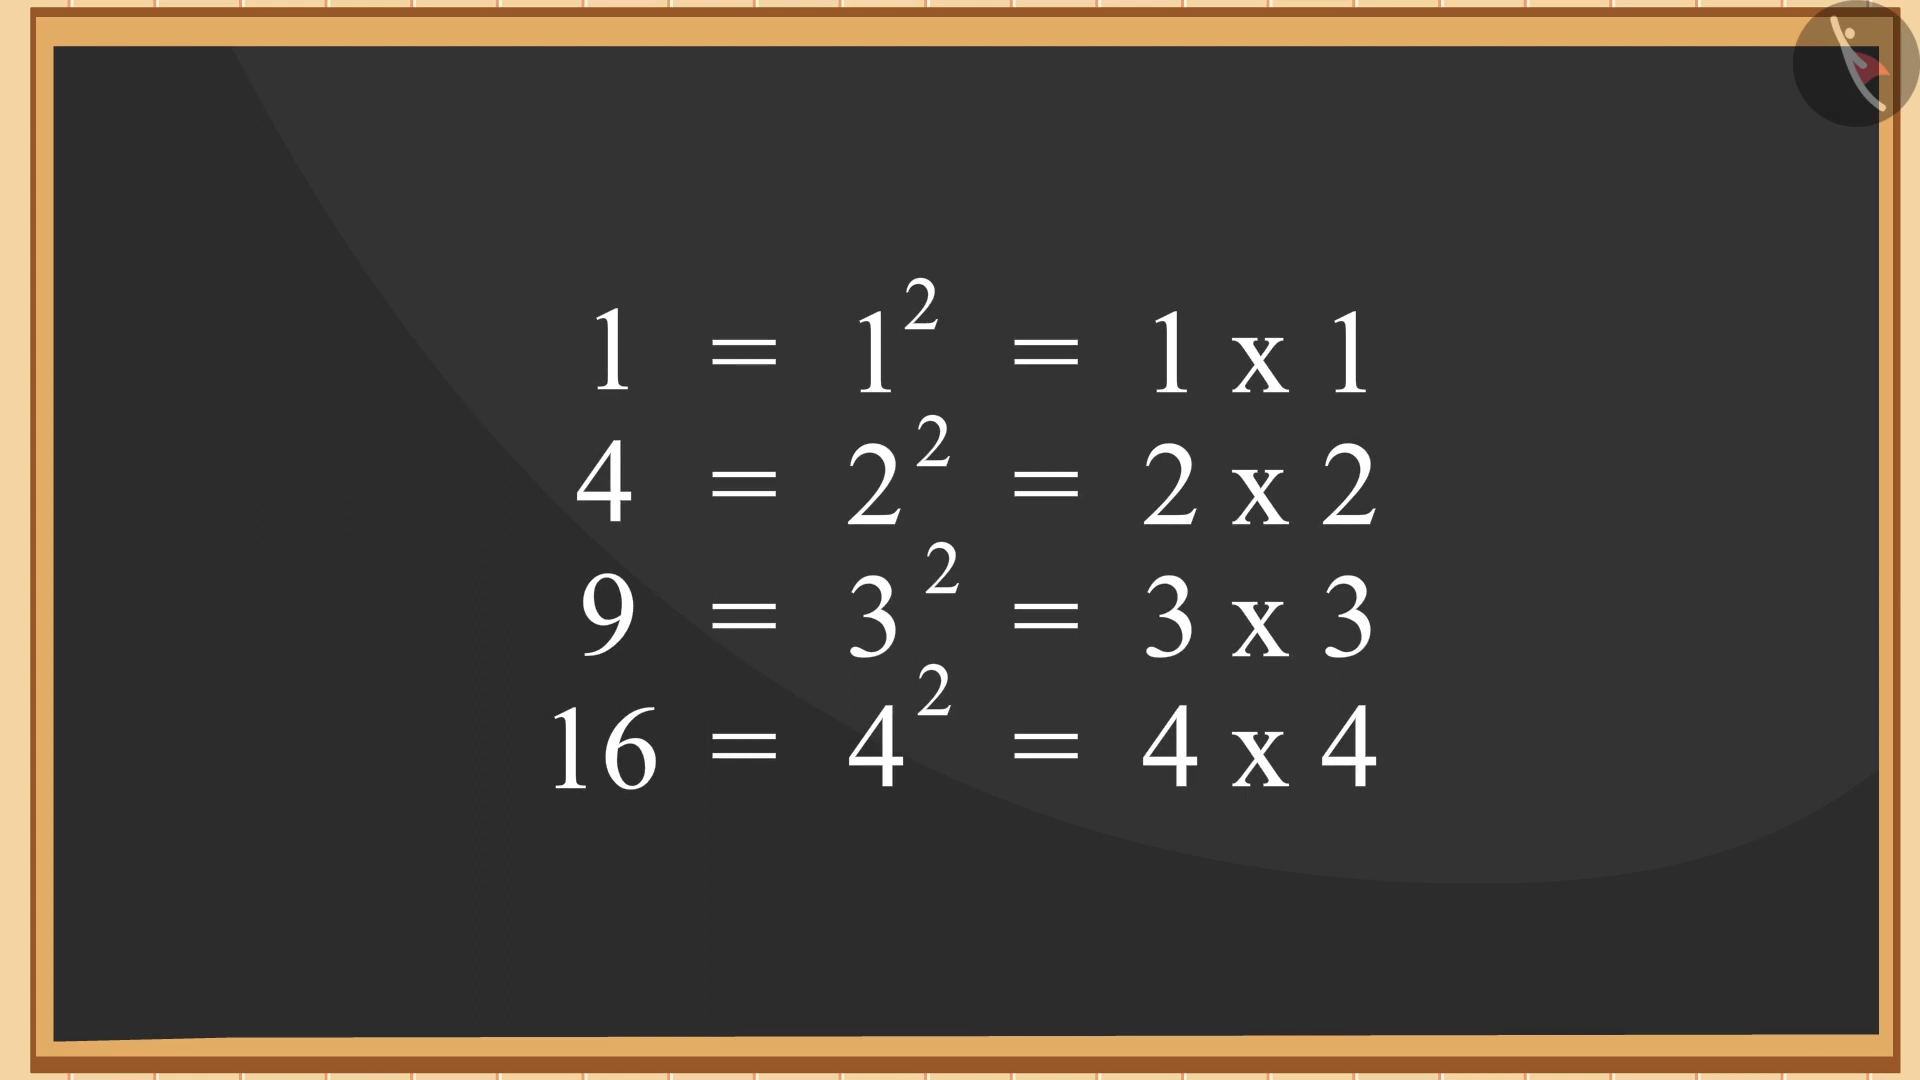 1 = 1² = 1 x 1
4 = 2² = 2 x 2
9 = 3² = 3 x 3
16 = 4² = 4 x 4